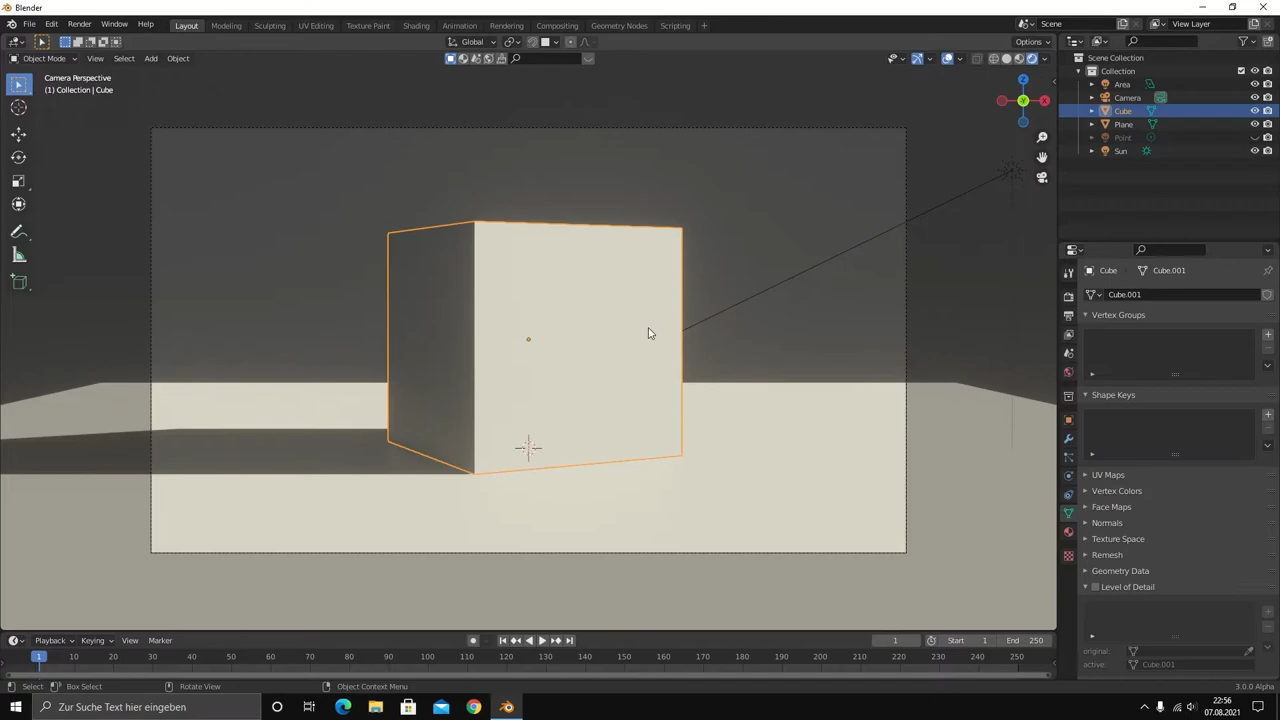 Blender
File Edit Render Window Help Layout Modeling Sculpting UV Editing Texture Paint Shading Animation Rendering Compositing Geometry Nodes Scripting + Scene View Layer
Global Options
Object Mode View Select Add Object
Camera Perspective
(1) Collection | Cube
Z
Y
X
Scene Collection
Collection
Area
Camera
Cube
Plane
Point
Sun
Cube Cube.001
Cube.001
Vertex Groups
Shape Keys
UV Maps
Vertex Colors
Face Maps
Normals
Texture Space
Remesh
Geometry Data
Level of Detail
original:
active: Cube.001
Playback Keying View Marker 1 Start 1 End 250
1 10 20 30 40 50 60 70 80 90 100 110 120 130 140 150 160 170 180 190 200 210 220 230 240 250
Select Box Select Rotate View Object Context Menu 3.0.0 Alpha
Zur Suche Text hier eingeben
22:56
07.08.2021